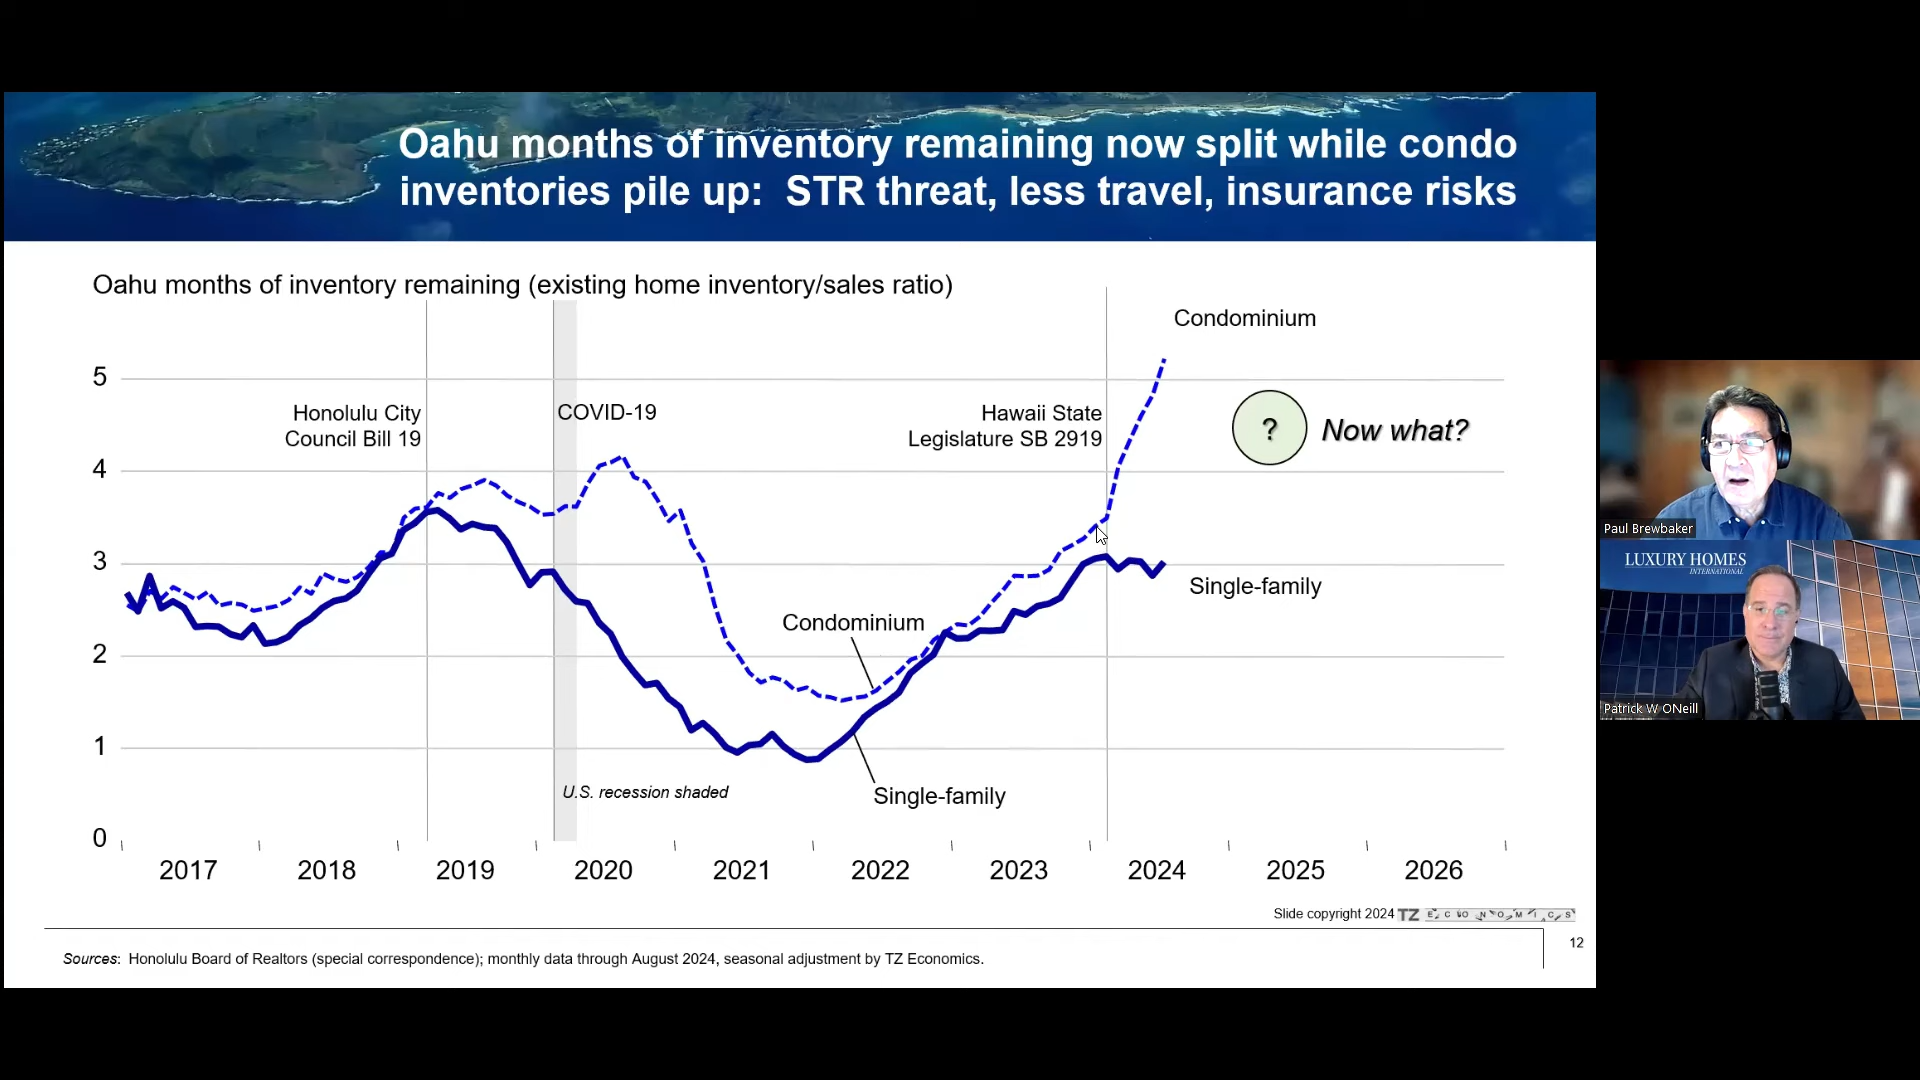 Oahu months of inventory remaining now split while condo
inventories pile up: STR threat, less travel, insurance risks
Oahu months of inventory remaining (existing home inventory/sales ratio)
Condominium
5
Honolulu City
Council Bill 19
COVID-19
Hawaii State
Legislature SB 2919
?
Now what?
4
3
Single-family
Condominium
2
1
U.S. recession shaded
Single-family
0
2017
2018
2019
2020
2021
2022
2023
2024
2025
2026
Slide copyright 2024 TZ ECONOMICS
12
Sources: Honolulu Board of Realtors (special correspondence); monthly data through August 2024, seasonal adjustment by TZ Economics.
Paul Brewbaker
LUXURY HOMES
INTERNATIONAL
Patrick W ONeill